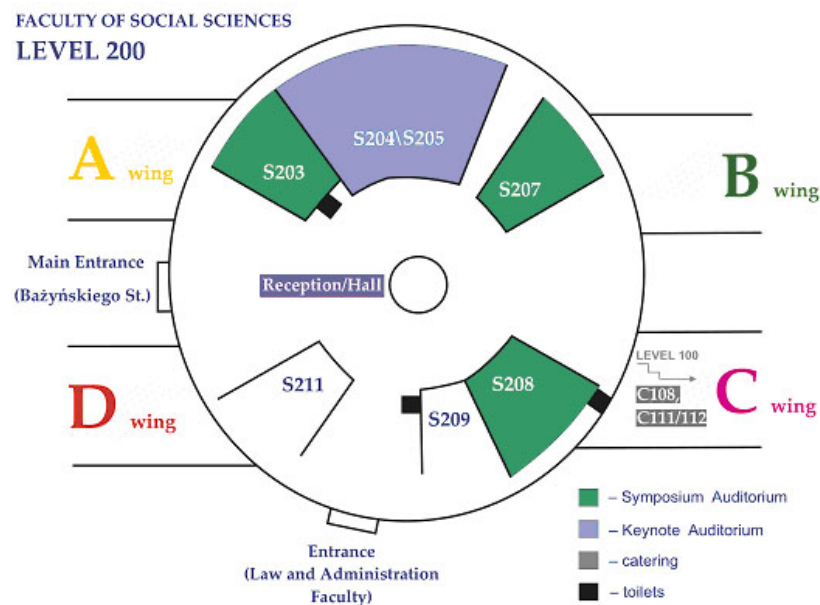 FACULTY OF SOCIAL SCIENCES
LEVEL 200
S204\S205
S203
S207
A wing
B wing
Main Entrance
(Bażyńskiego St.)
Reception/Hall
LEVEL 100
C108,
C111/112
C wing
D wing
S211
S208
S209
– Symposium Auditorium
– Keynote Auditorium
– catering
– toilets
Entrance
(Law and Administration
Faculty)